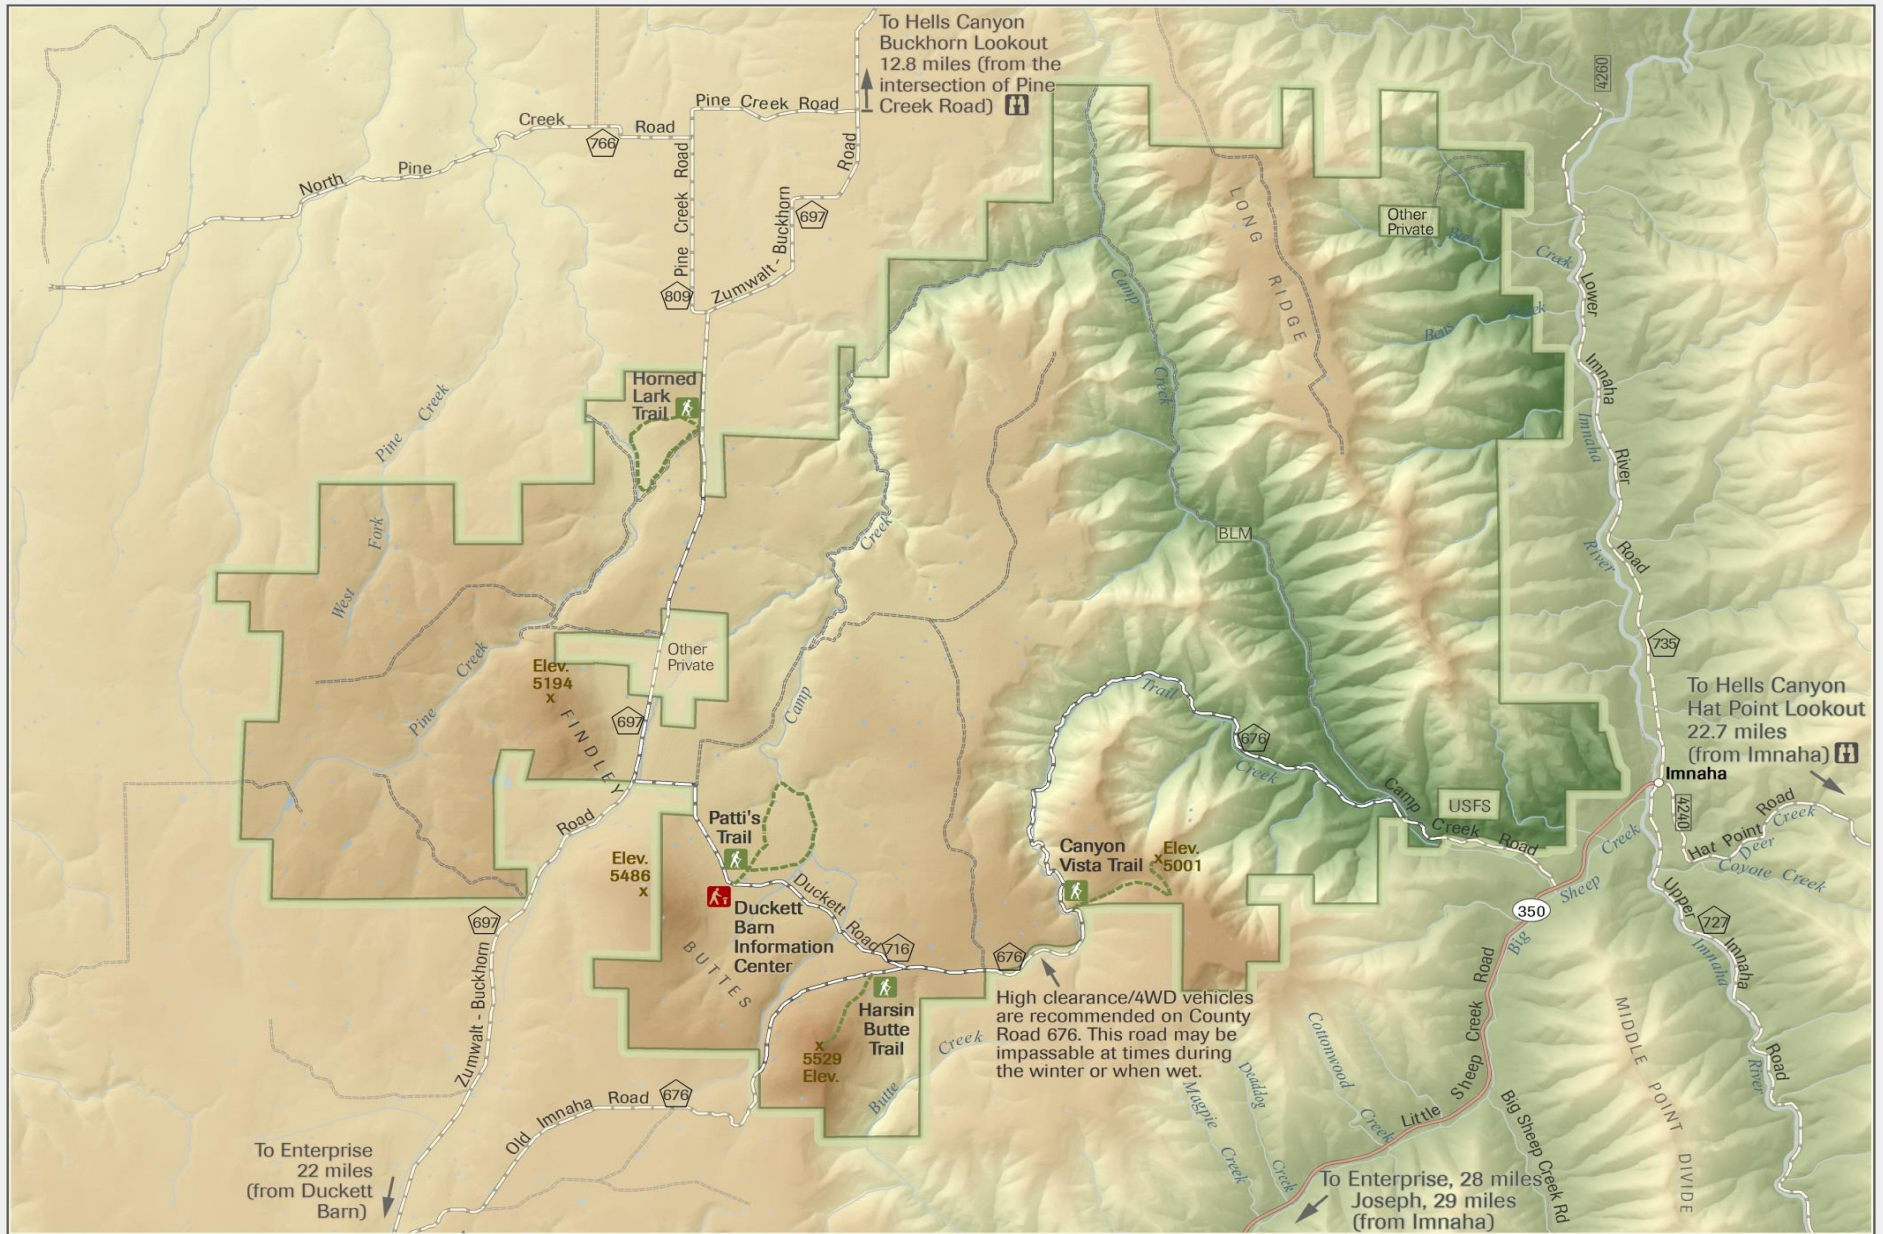 To Hells Canyon
Buckhorn Lookout
12.8 miles (from the
intersection of Pine
Creek Road)
4260
Pine Creek Road
Creek
Road
766
North
Pine
Pine Creek Road
Road
697
Zumwalt - Buckhorn
809
LONG
RIDGE
Other
Private
Creek
Lower
Imnaha
River
Road
Camp
Creek
Bens
Creek
Horned
Lark
Trail
Pine
Creek
West
Fork
Creek
Imnaha
River
BLM
735
Other
Private
Pine
Creek
Elev.
5194
x
FINDLEY
697
Camp
Trail
676
Creek
To Hells Canyon
Hat Point Lookout
22.7 miles
(from Imnaha)
Imnaha
USFS
Camp
Creek Road
4240
Hat Point Road
Deer
Creek
Coyote Creek
Creek
Sheep
Big
Road
Patti's
Trail
Elev.
5486
x
Duckett
Barn
Information
Center
Duckett
Road
Canyon
Vista Trail
x Elev.
5001
350
Upper
727
Imnaha
Road
Imnaha
River
697
BUTTES
716
676
Harsin
Butte
Trail
x
5529
Elev.
Butte
Creek
High clearance/4WD vehicles
are recommended on County
Road 676. This road may be
impassable at times during
the winter or when wet.
Zumwalt - Buckhorn
Old Imnaha Road
676
Magpie
Creek
Deaddog
Creek
Cottonwood
Creek
Little Sheep Creek Road
Big Sheep Creek Rd
MIDDLE POINT DIVIDE
To Enterprise
22 miles
(from Duckett
Barn)
To Enterprise, 28 miles
Joseph, 29 miles
(from Imnaha)